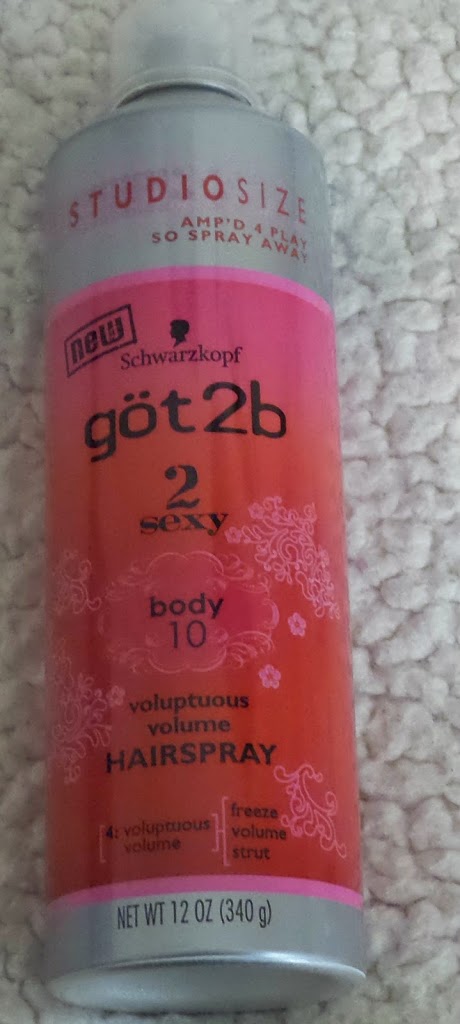 STUDIOSIZE
AMP'D 4 PLAY
SO SPRAY AWAY
new
Schwarzkopf
göt2b
2
sexy
body
10
voluptuous
volume
HAIRSPRAY
4: voluptuous
volume
freeze
volume
strut
NET WT 12 OZ (340 g)